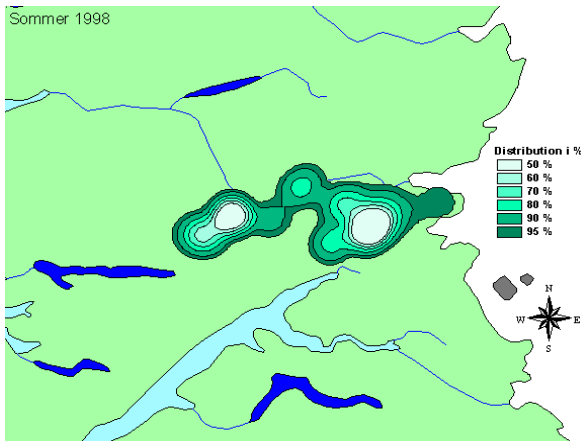 Sommer 1998
Distribution i %
50 %
60 %
70 %
80 %
90 %
95 %
N
W E
S